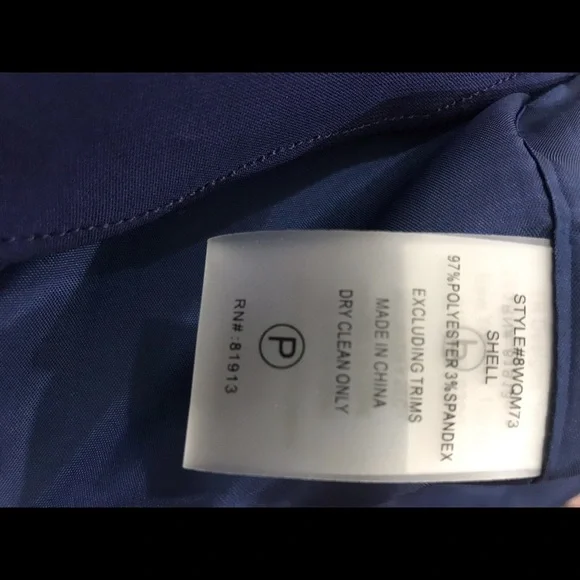 STYLE#8WQM73
SHELL
97%POLYESTER 3%SPANDEX
EXCLUDING TRIMS
MADE IN CHINA
DRY CLEAN ONLY
P
RN#:81913